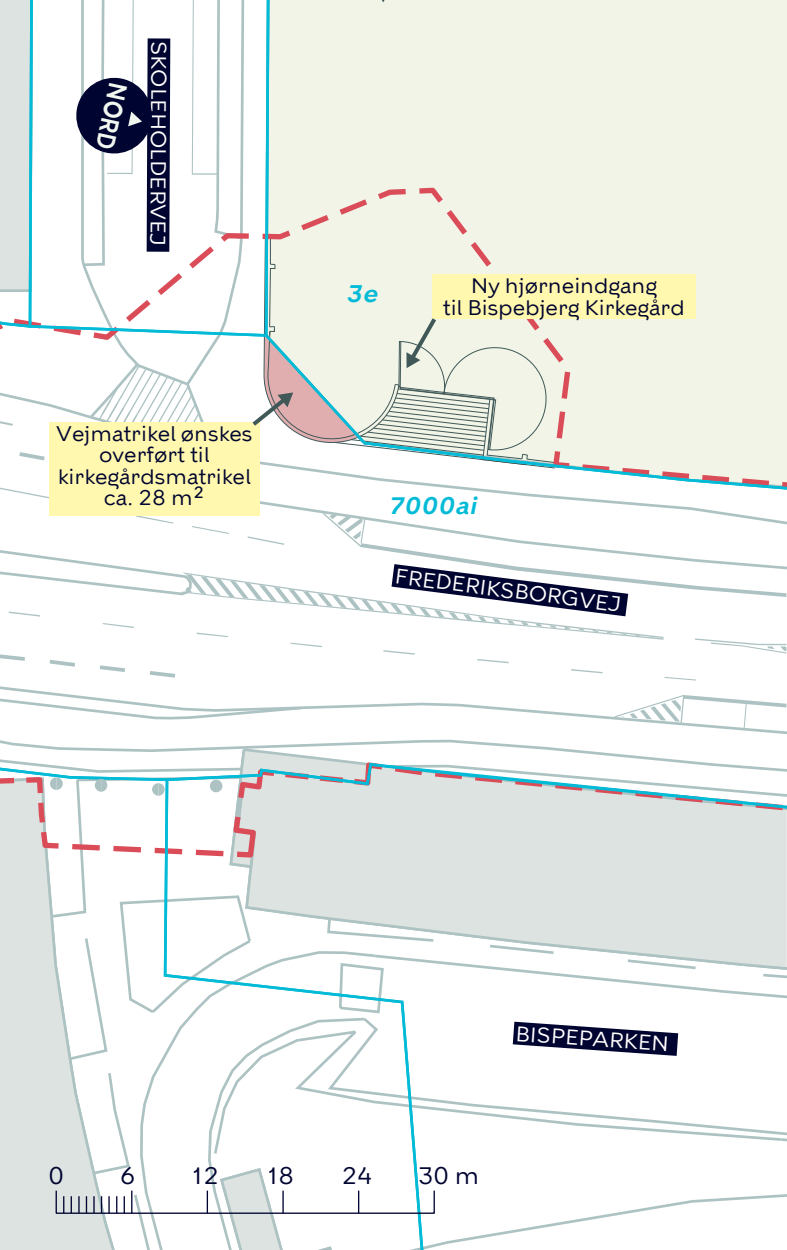 SKOLEHOLDERVEJ
NORD
3e
Ny hjørneindgang
til Bispebjerg Kirkegård
Vejmatrikel ønskes
overført til
kirkegårdsmatrikel
ca. 28 m²
7000ai
FREDERIKSBORGVEJ
BISPEPARKEN
0 6 12 18 24 30 m